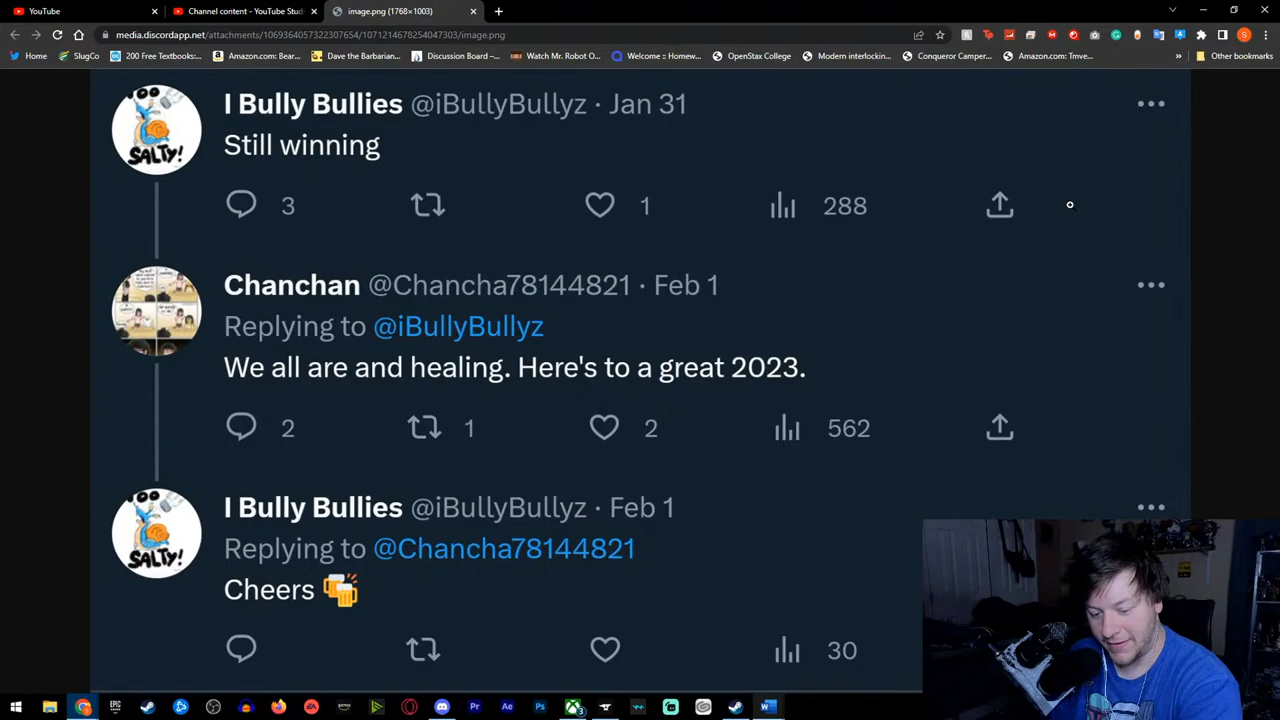 YouTube
Channel content - YouTube Stud
image.png (1768×1003)
media.discordapp.net/attachments/1069364057322307654/1071214678254047303/image.png
Home
SlugCo
200 Free Textbooks:...
Amazon.com: Bear...
Dave the Barbarian...
Discussion Board –...
Watch Mr. Robot O...
Welcome :: Homew...
OpenStax College
Modern interlockin...
Conqueror Camper...
Amazon.com: Tmve...
Other bookmarks
TOO
SALTY!
I Bully Bullies @iBullyBullyz · Jan 31
Still winning
3
1
288
Chanchan @Chancha78144821 · Feb 1
Replying to @iBullyBullyz
We all are and healing. Here's to a great 2023.
2
1
2
562
TOO
SALTY!
I Bully Bullies @iBullyBullyz · Feb 1
Replying to @Chancha78144821
Cheers 🍻
30